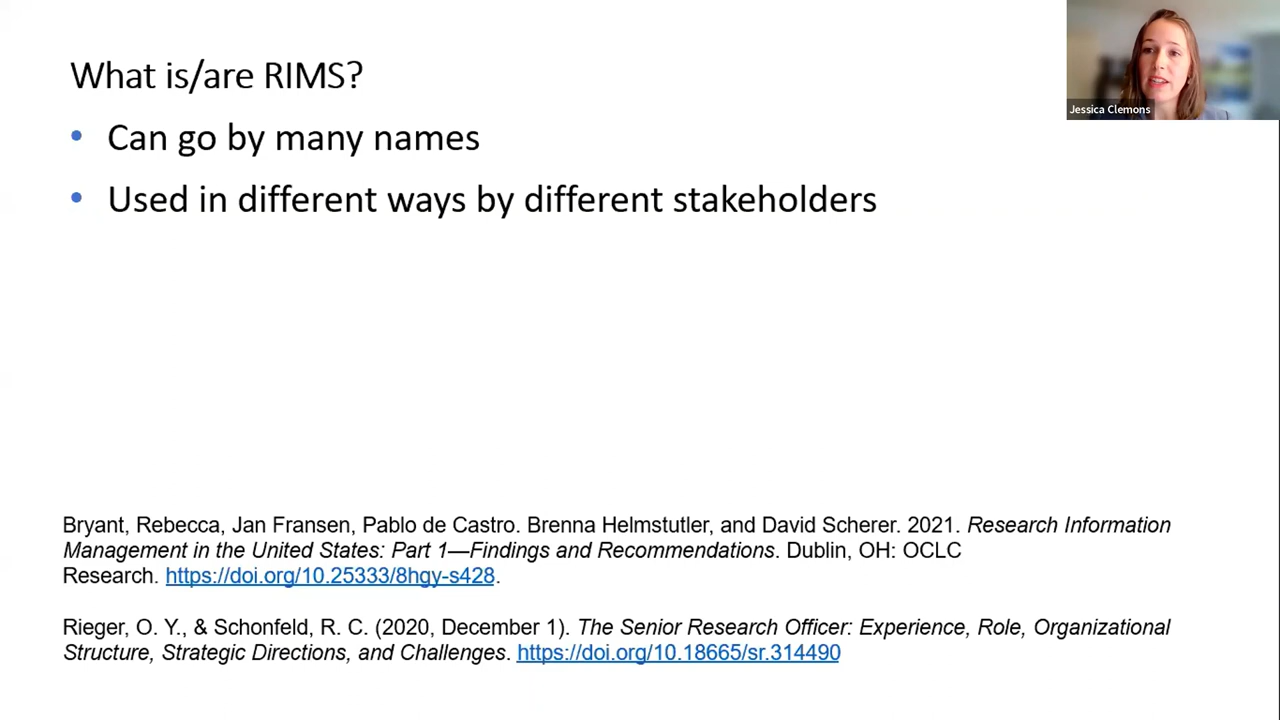 What is/are RIMS?
• Can go by many names
• Used in different ways by different stakeholders
Jessica Clemons
Bryant, Rebecca, Jan Fransen, Pablo de Castro. Brenna Helmstutler, and David Scherer. 2021. Research Information
Management in the United States: Part 1—Findings and Recommendations. Dublin, OH: OCLC
Research. https://doi.org/10.25333/8hgy-s428.
Rieger, O. Y., & Schonfeld, R. C. (2020, December 1). The Senior Research Officer: Experience, Role, Organizational
Structure, Strategic Directions, and Challenges. https://doi.org/10.18665/sr.314490